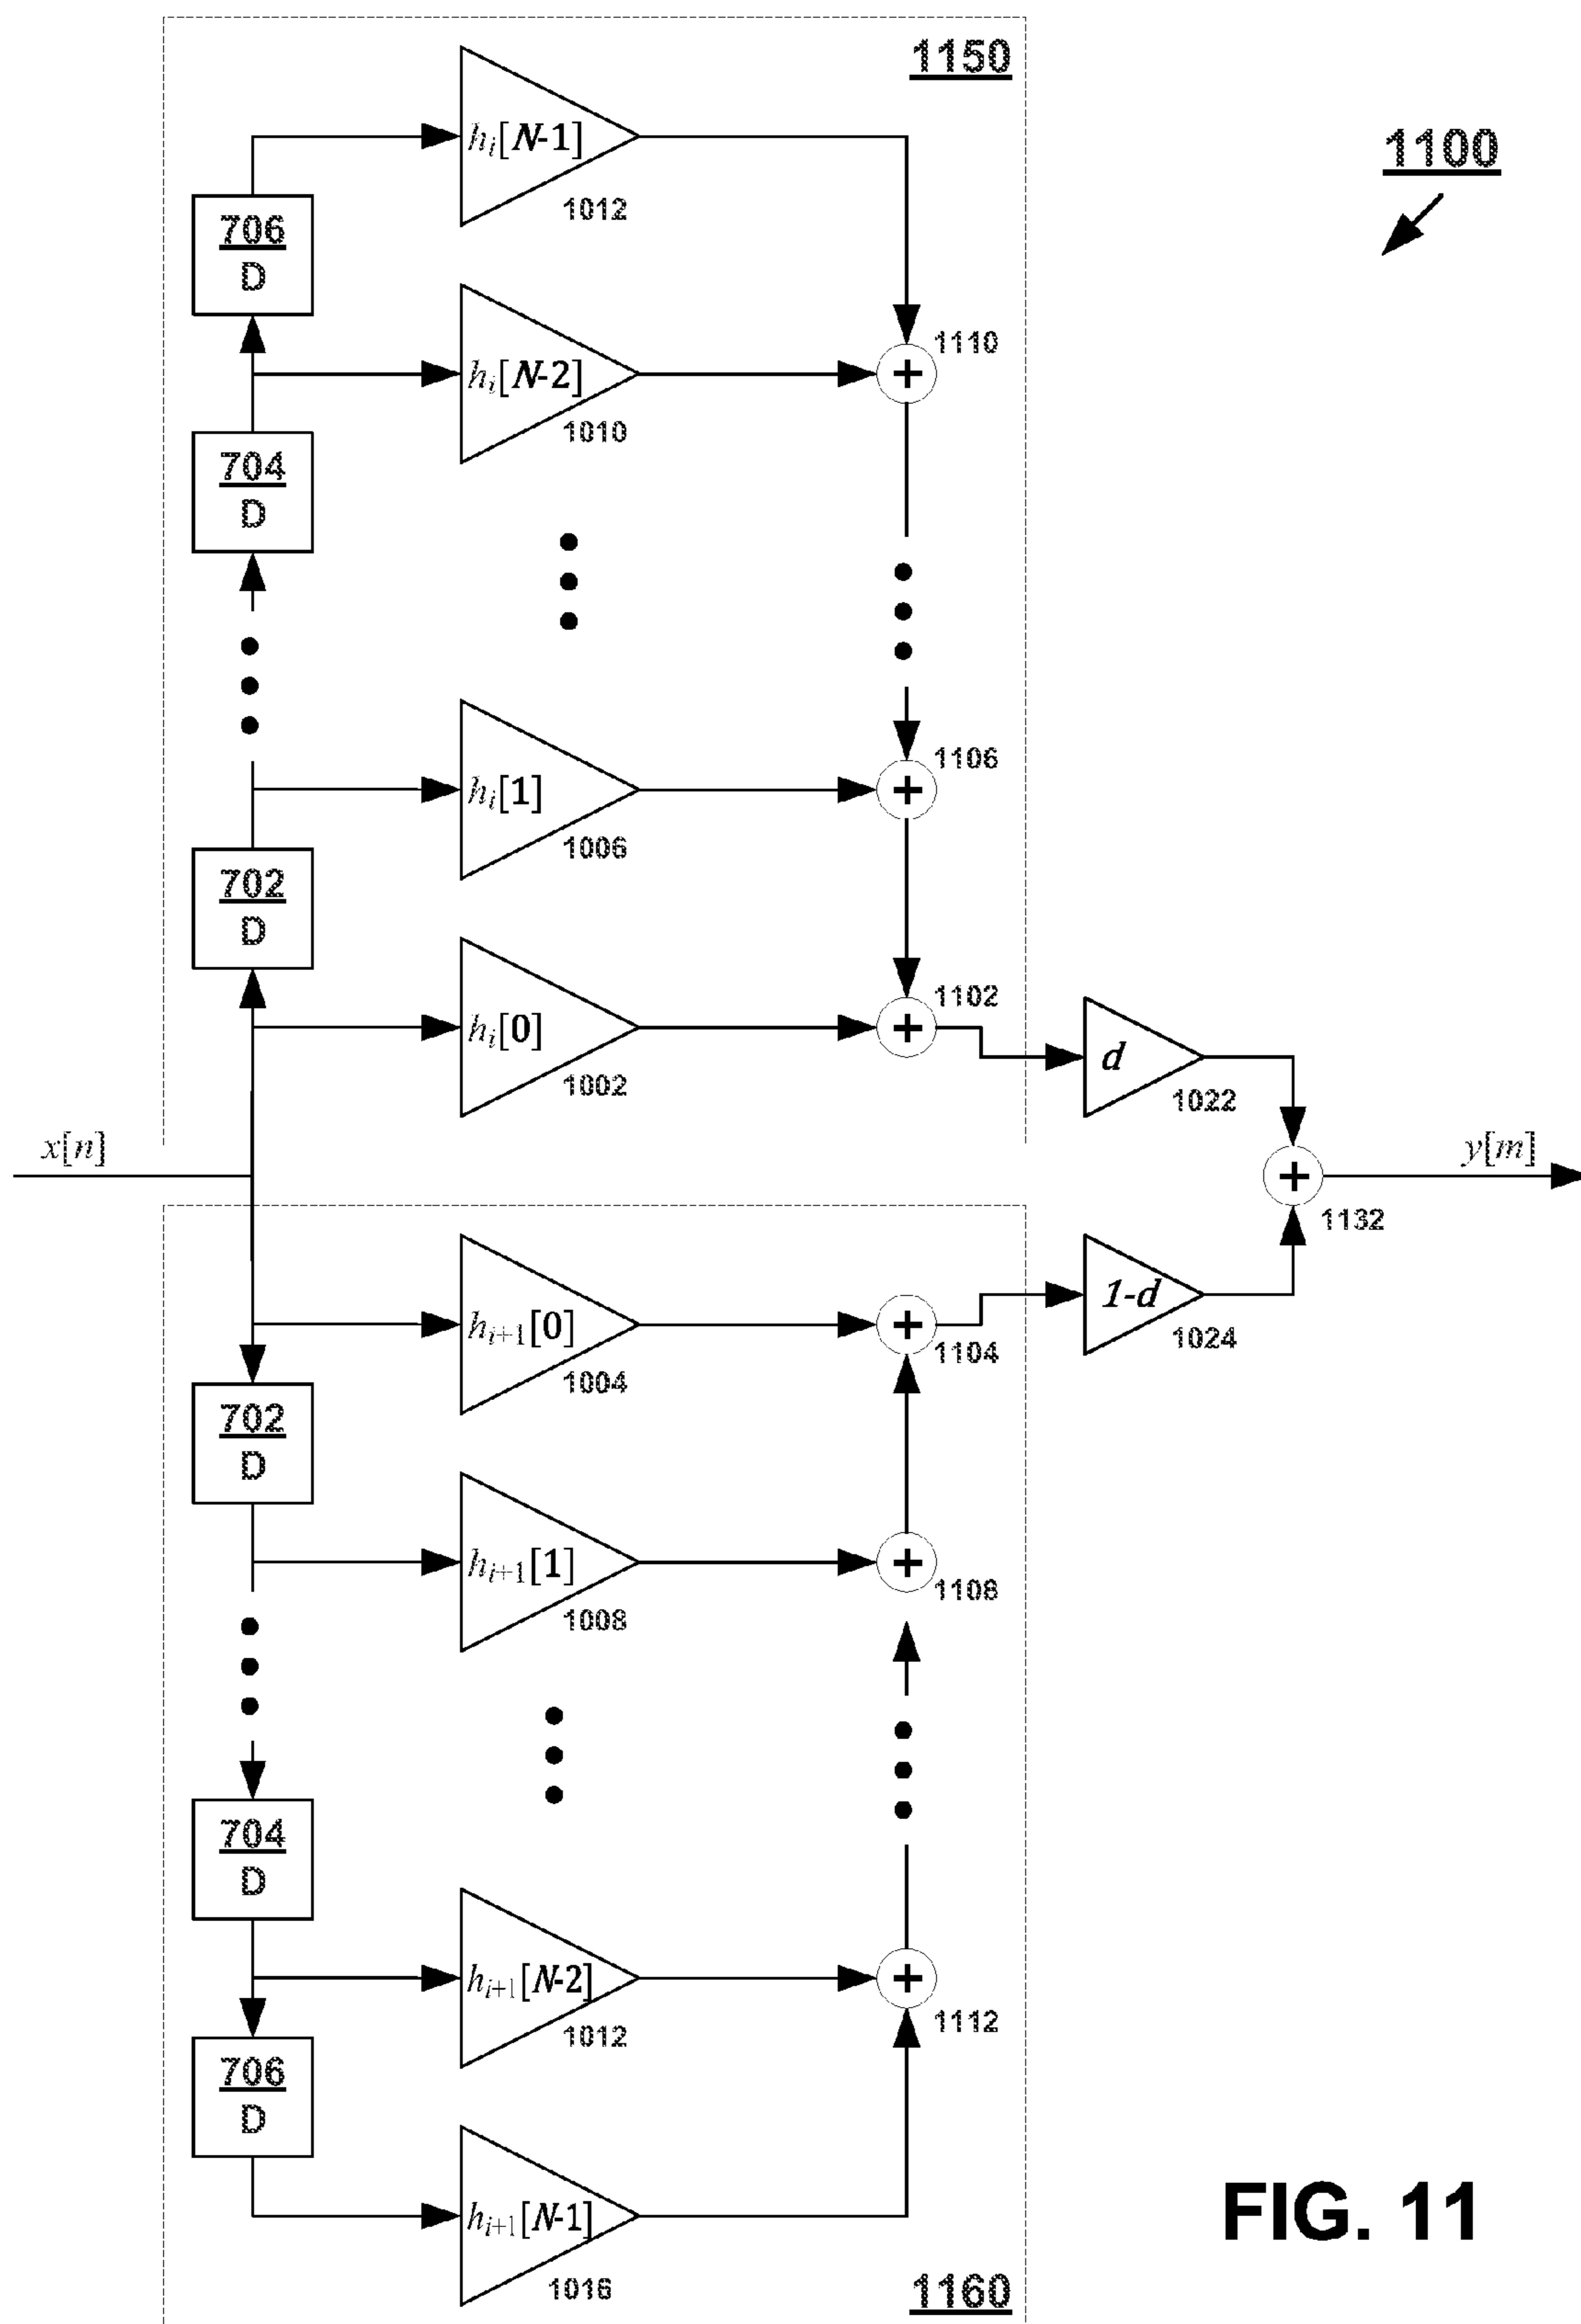 1150
1100
h_i[N-1]
1012
706
D
h_i[N-2]
1010
1110
704
D
h_i[1]
1006
1106
702
D
h_i[0]
1002
1102
d
1022
x[n]
y[m]
1132
h_{i+1}[0]
1004
1104
1-d
1024
702
D
h_{i+1}[1]
1008
1108
704
D
h_{i+1}[N-2]
1012
1112
706
D
h_{i+1}[N-1]
1016
1160
FIG. 11